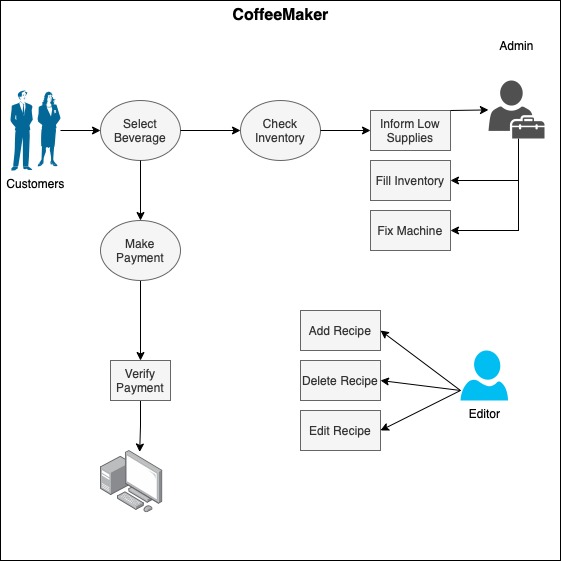 CoffeeMaker
Admin
Select
Beverage
Check
Inventory
Inform Low
Supplies
Customers
Fill Inventory
Make
Payment
Fix Machine
Add Recipe
Verify
Payment
Delete Recipe
Editor
Edit Recipe